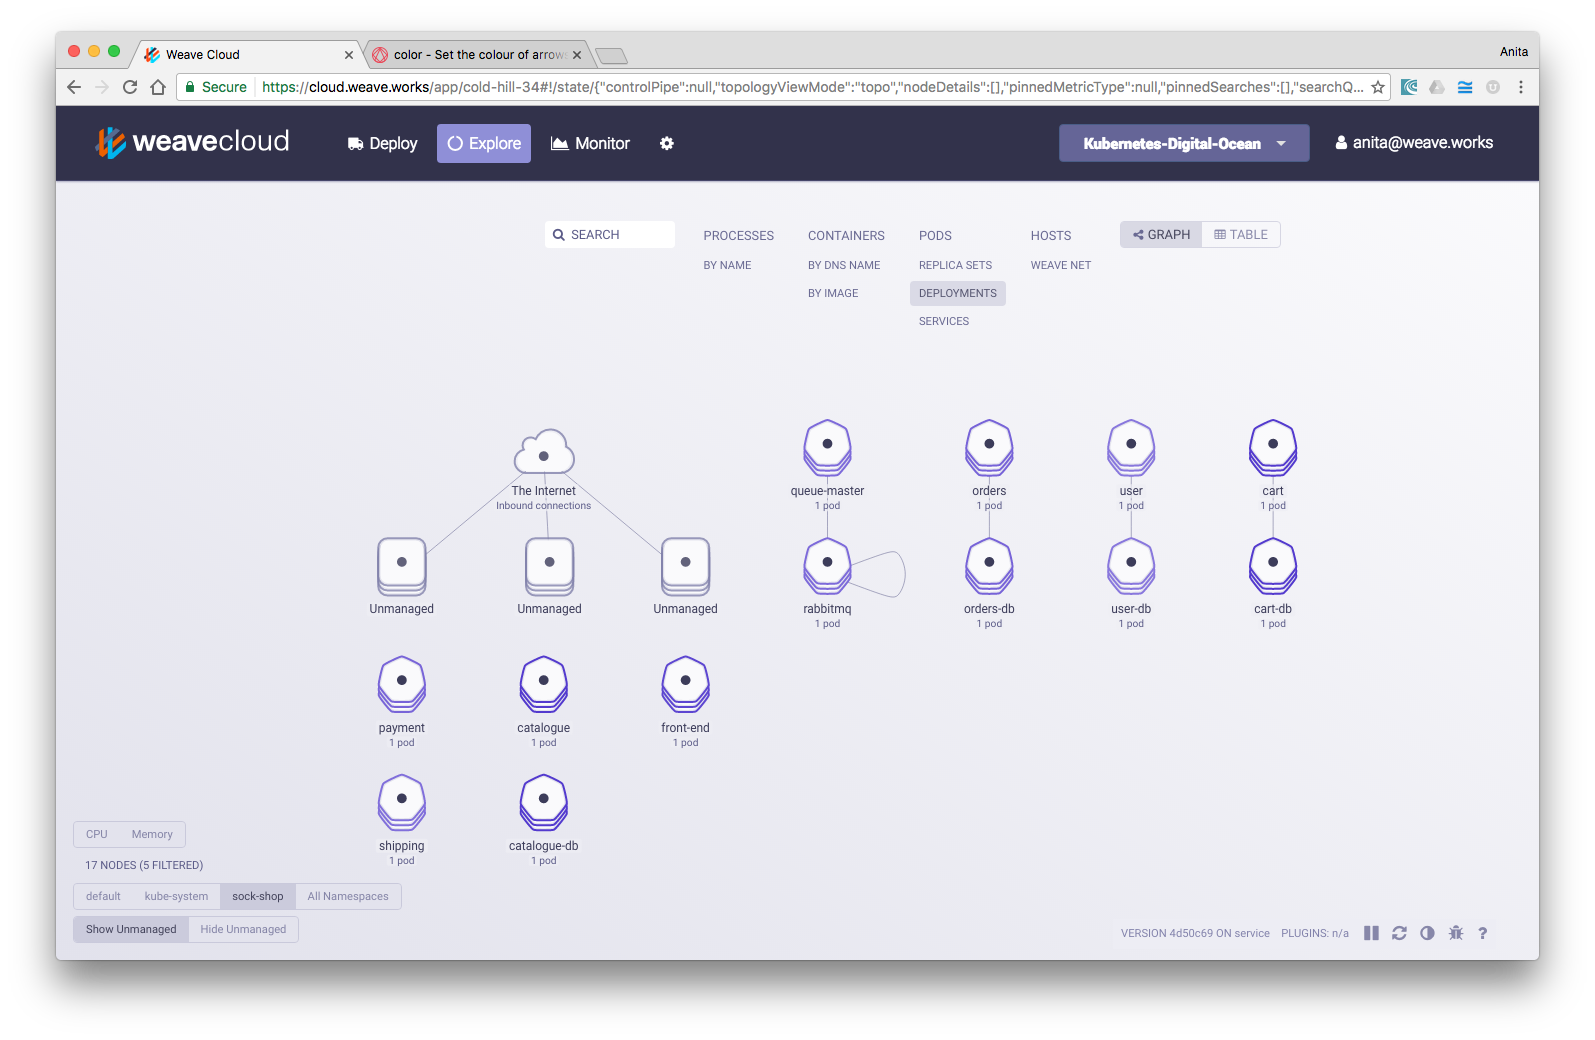 Weave Cloud
color - Set the colour of arrow
Anita
Secure
https://cloud.weave.works/app/cold-hill-34#!/state/{"controlPipe":null,"topologyViewMode":"topo","nodeDetails":[],"pinnedMetricType":null,"pinnedSearches":[],"searchQ...
weavecloud
Deploy
Explore
Monitor
Kubernetes-Digital-Ocean
anita@weave.works
SEARCH
PROCESSES
CONTAINERS
PODS
HOSTS
GRAPH
TABLE
BY NAME
BY DNS NAME
REPLICA SETS
WEAVE NET
BY IMAGE
DEPLOYMENTS
SERVICES
The Internet
Inbound connections
queue-master
1 pod
orders
1 pod
user
1 pod
cart
1 pod
Unmanaged
Unmanaged
Unmanaged
rabbitmq
1 pod
orders-db
1 pod
user-db
1 pod
cart-db
1 pod
payment
1 pod
catalogue
1 pod
front-end
1 pod
shipping
1 pod
catalogue-db
1 pod
CPU
Memory
17 NODES (5 FILTERED)
default
kube-system
sock-shop
All Namespaces
Show Unmanaged
Hide Unmanaged
VERSION 4d50c69 ON service
PLUGINS: n/a
?